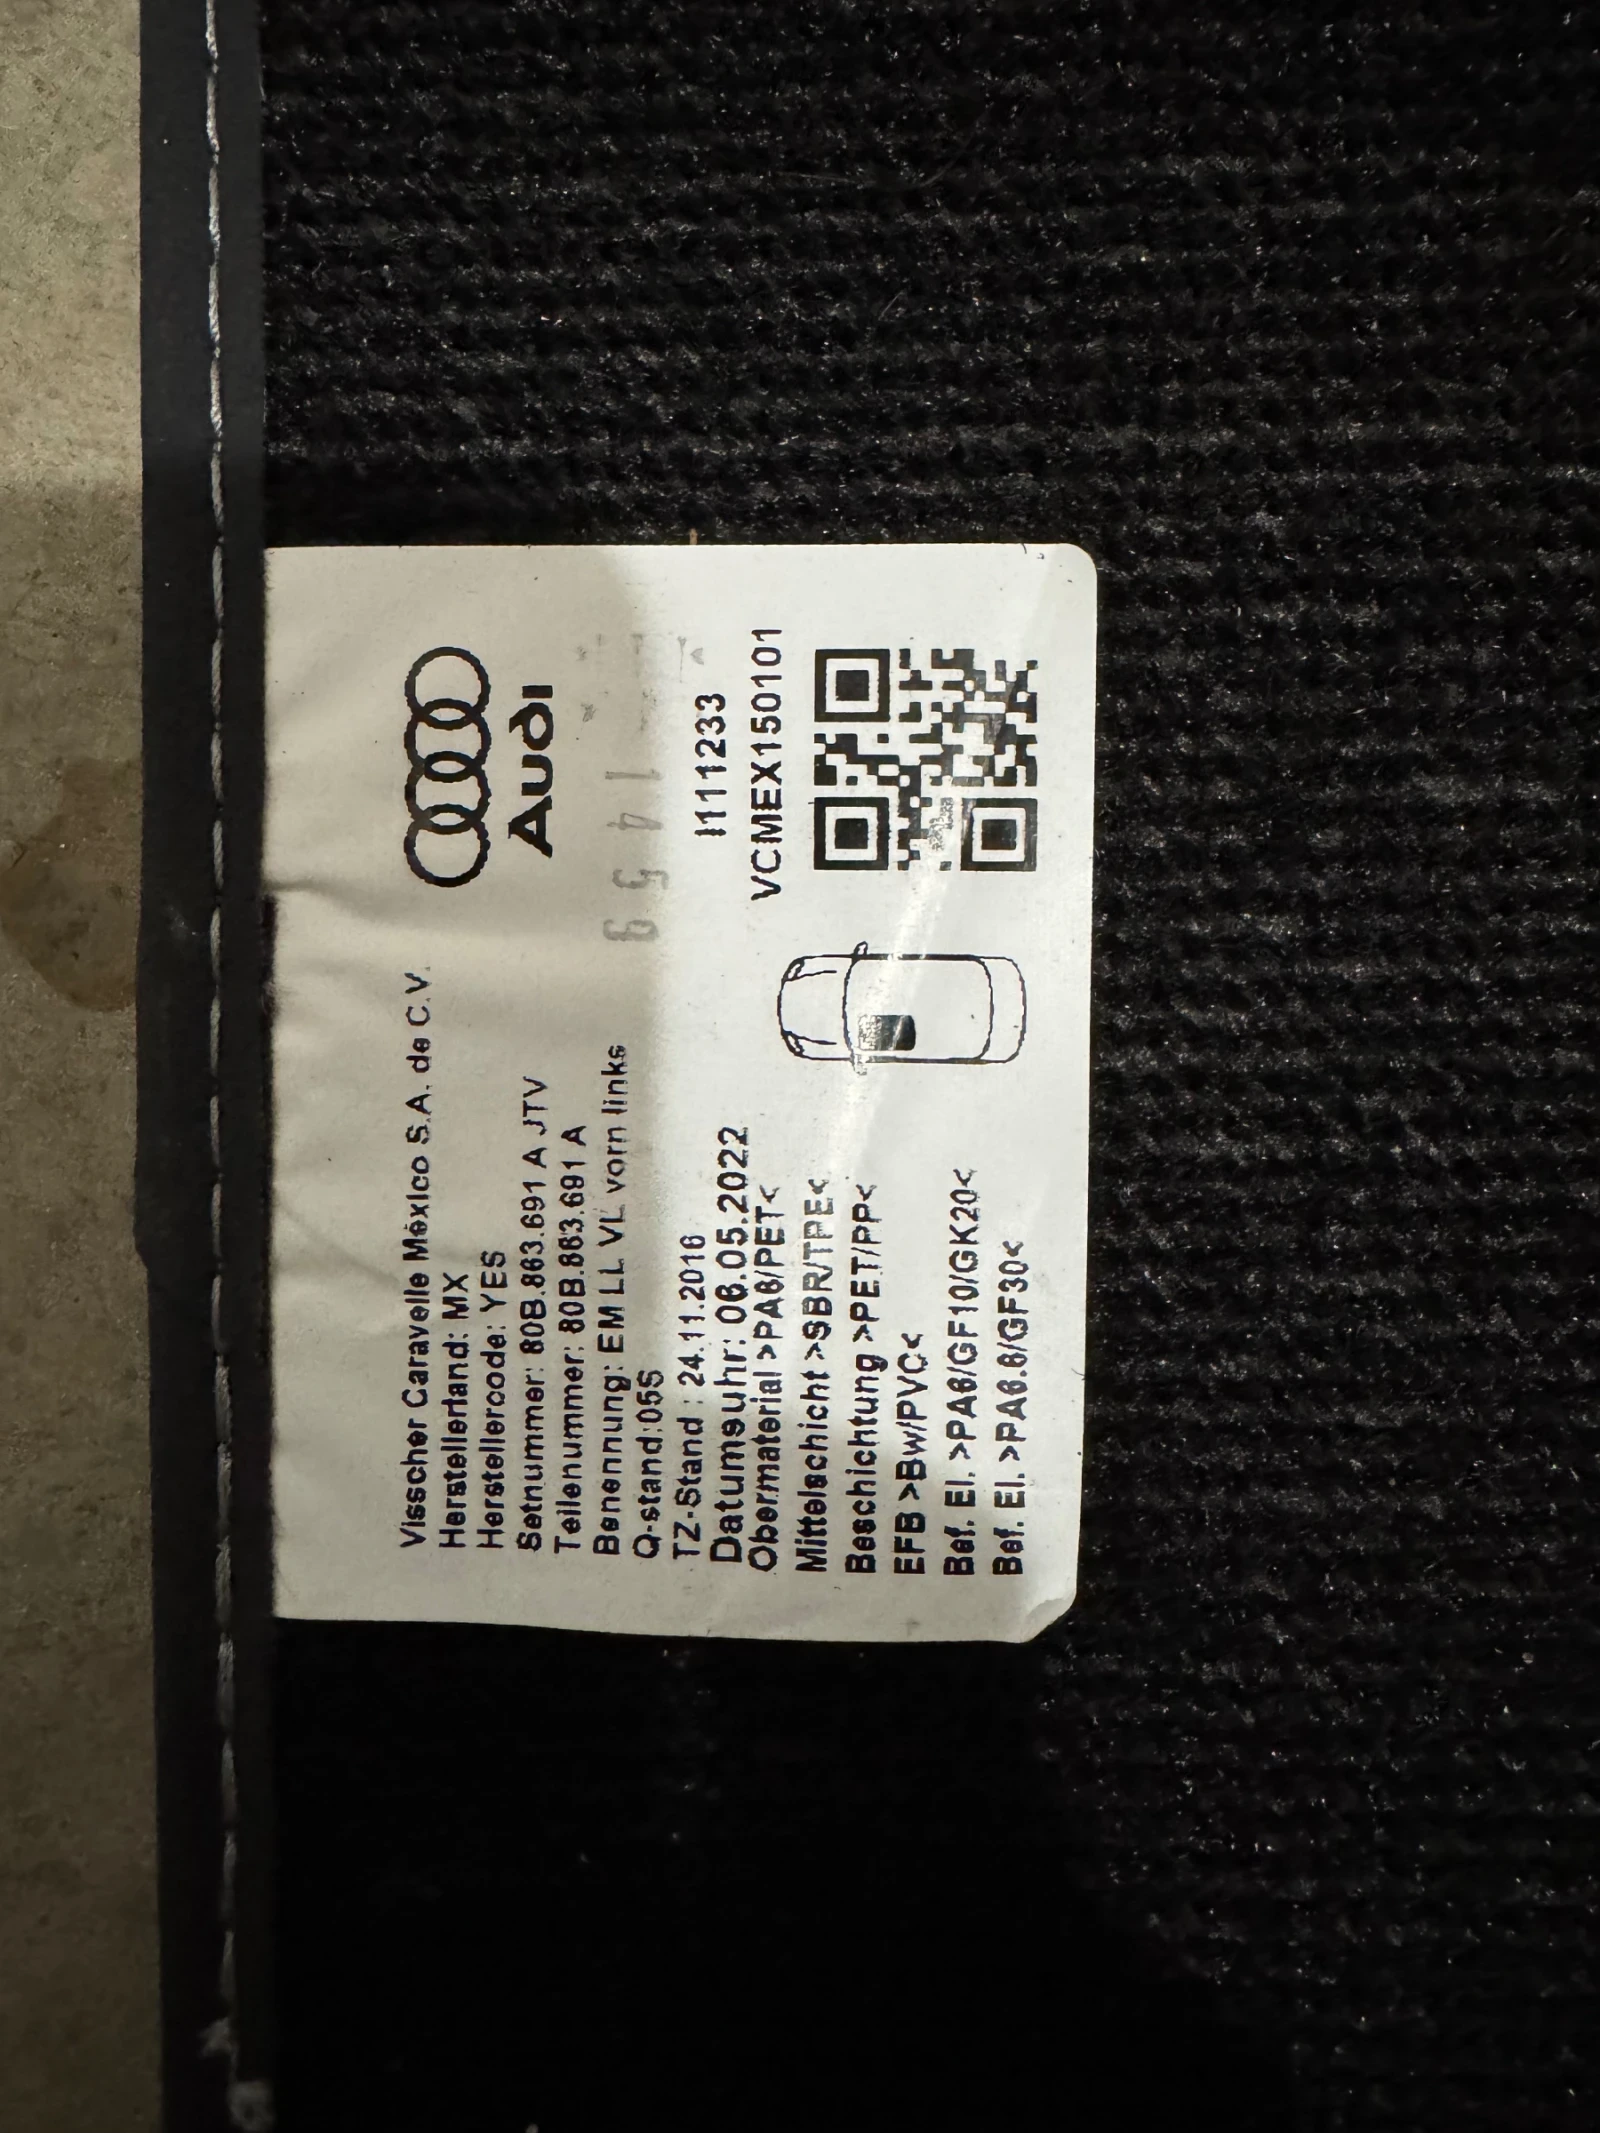 Visscher Caravelle México S.A. de C.V.
Herstellerland: MX
Herstellercode: YES
Setnummer: 80B.863.691 A JTV
Teilenummer: 80B.863.691 A
Benennung: EM LL VL vorn links
Q-stand:05S
TZ-Stand : 24.11.2016
Datumsuhr: 06.05.2022
Obermaterial >PA6/PET<
Mittelschicht >SBR/TPE<
Beschichtung >PET/PP<
EFB >Bw/PVC<
Bef. El. >PA6/GF10/GK20<
Bef. El. >PA6.6/GF30<
Audi
1459
I111233
VCMEX150101